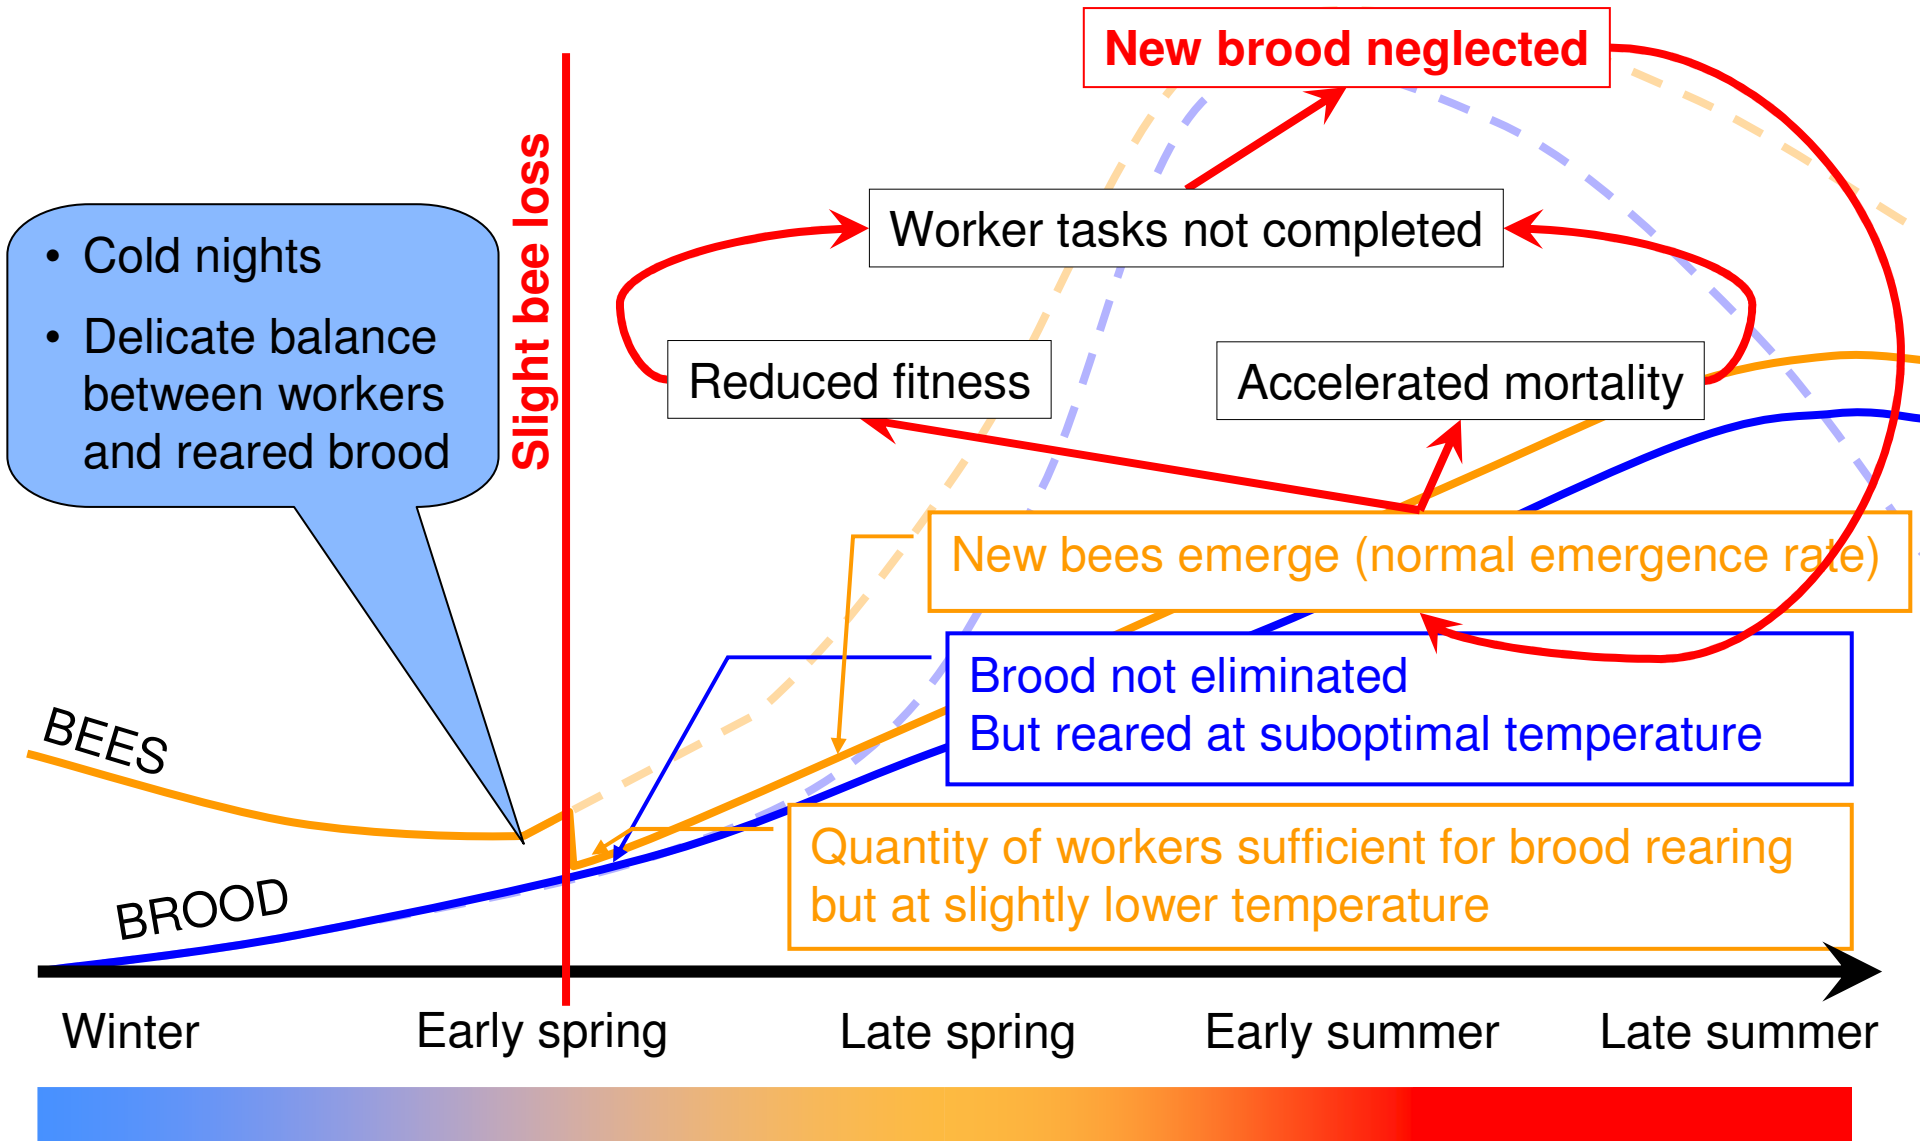 New brood neglected
Slight bee loss
Worker tasks not completed
• Cold nights
• Delicate balance
between workers
and reared brood
Reduced fitness
Accelerated mortality
New bees emerge (normal emergence rate)
Brood not eliminated
But reared at suboptimal temperature
BEES
Quantity of workers sufficient for brood rearing
but at slightly lower temperature
BROOD
Winter
Early spring
Late spring
Early summer
Late summer